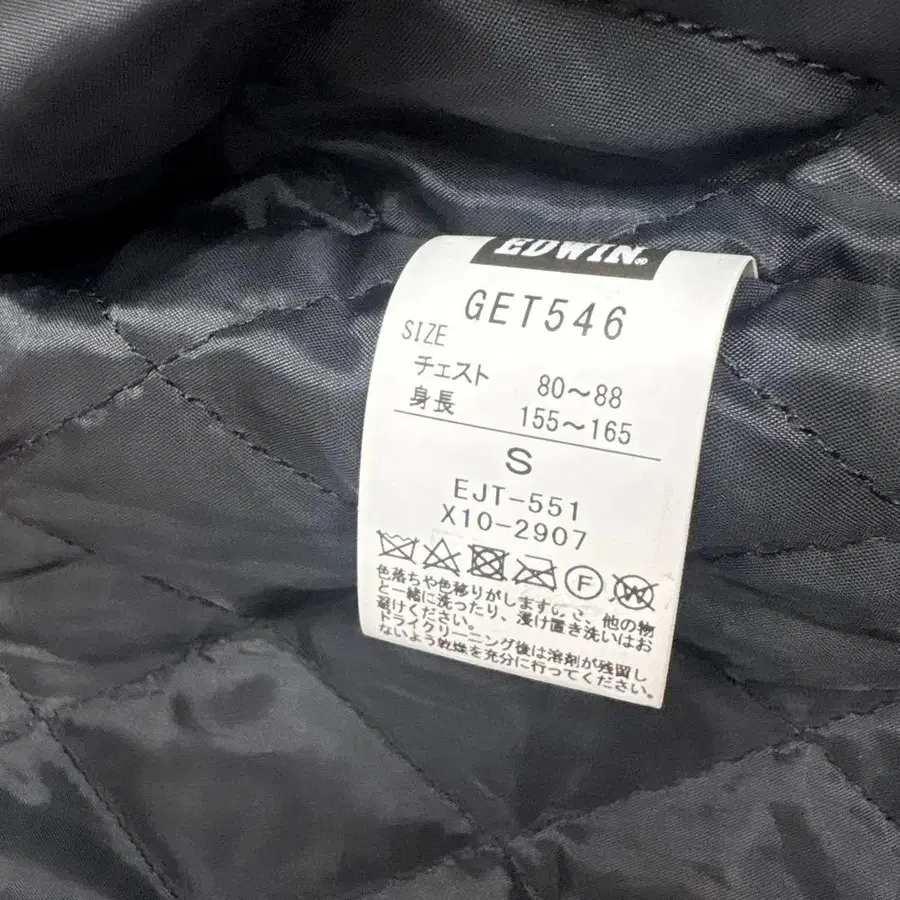 EDWIN®
GET546
SIZE
チェスト 80〜88
身長 155〜165
S
EJT-551
X10-2907
F
W
色落ちや色移りがしますので、他の物
と一緒に洗ったり、浸け置き洗いはお
避けください。
ドライクリーニング後は溶剤が残留し
ないよう乾燥を充分に行ってください。